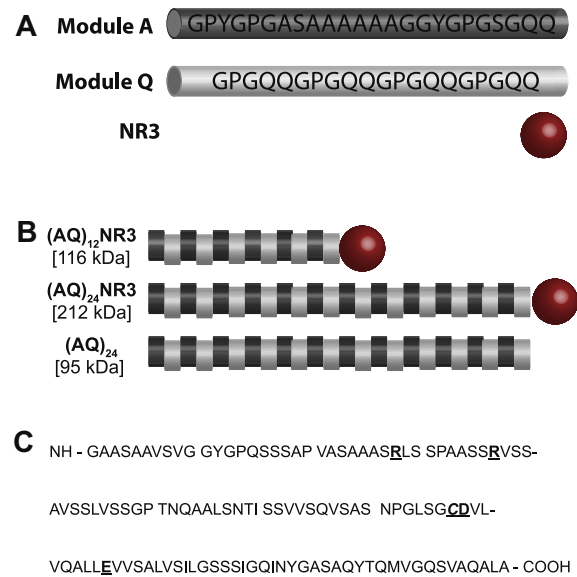 A
Module A
GPYGPGASAAAAAAGGYGPGSGQQ
Module Q
GPGQQGPGQQGPGQQGPGQQ
NR3
B
(AQ)12NR3
[116 kDa]
(AQ)24NR3
[212 kDa]
(AQ)24
[95 kDa]
C
NH - GAASAAVSVG GYGPQSSSAP VASAAASRLS SPAASSRVSS-
AVSSLVSSGP TNQAALSNTI SSVVSQVSAS NPGLSGCDVL-
VQALLEVVSALVSILGSSSIGQINYGASAQYTQMVGQSVAQALA - COOH